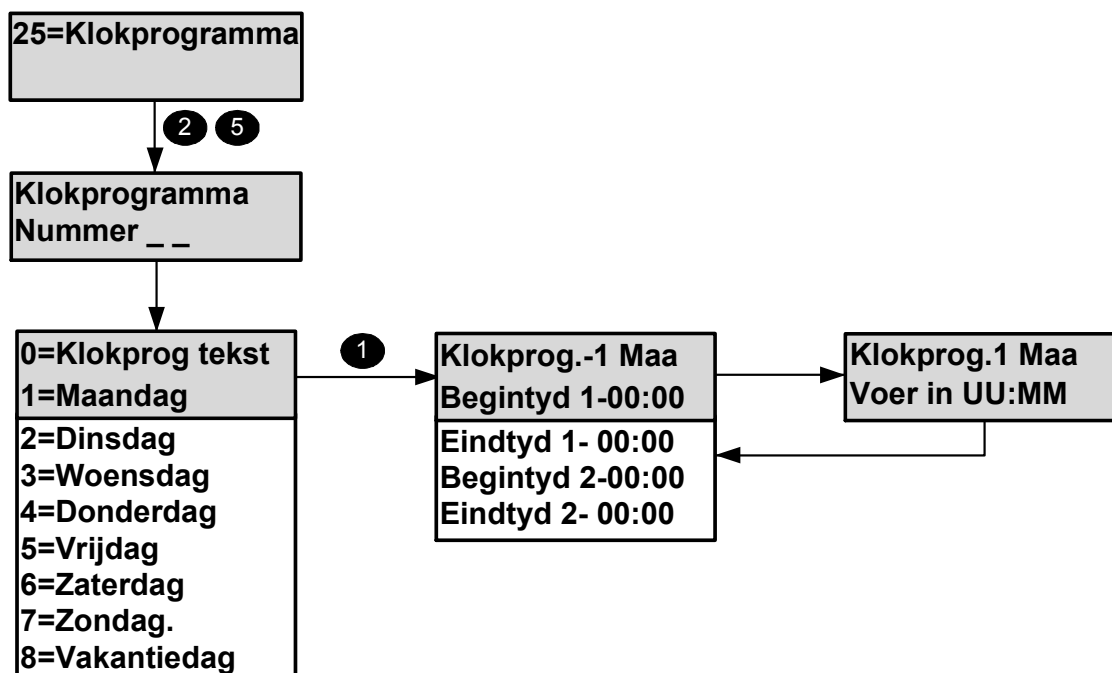 25=Klokprogramma
2 5
Klokprogramma
Nummer _ _
0=Klokprog tekst
1=Maandag
2=Dinsdag
3=Woensdag
4=Donderdag
5=Vrijdag
6=Zaterdag
7=Zondag.
8=Vakantiedag
1
Klokprog.-1 Maa
Begintyd 1-00:00
Eindtyd 1- 00:00
Begintyd 2-00:00
Eindtyd 2- 00:00
Klokprog.1 Maa
Voer in UU:MM